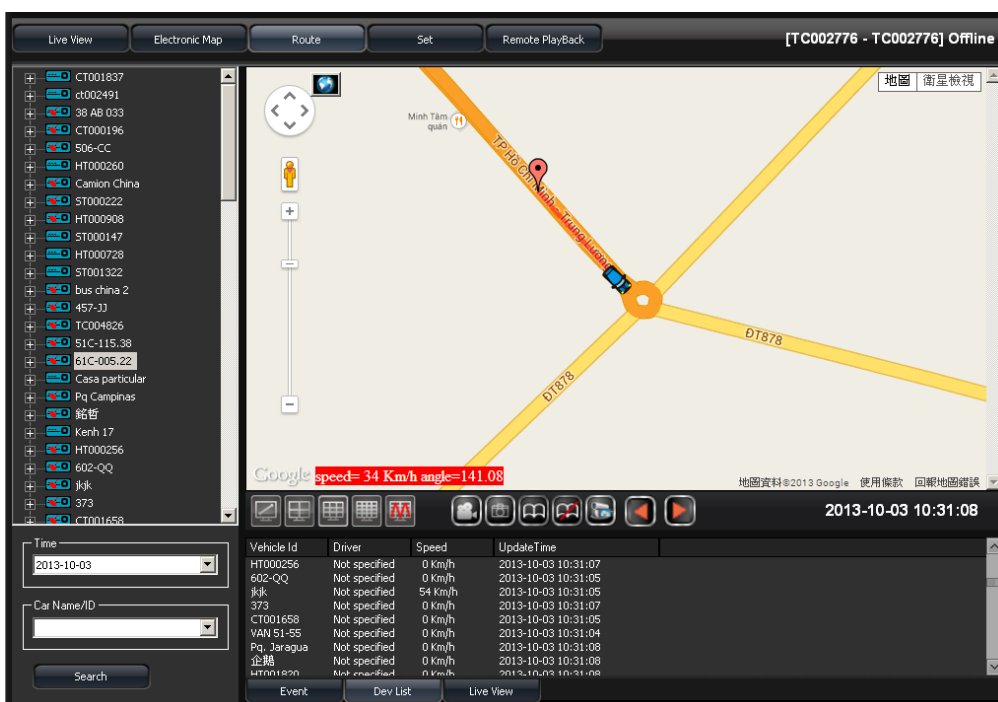 Live View
Electronic Map
Route
Set
Remote PlayBack
[TC002776 - TC002776] Offline
CT001837
ct002491
38 AB 033
CT000196
506-CC
HT000260
Camion China
ST000222
HT000908
ST000147
HT000728
ST001322
bus china 2
457-JJ
TC004826
51C-115.38
61C-005.22
Casa particular
Pq Campinas
銘哲
Kenh 17
HT000256
602-QQ
jkjk
373
CT001658
地圖
衛星檢視
Minh Tâm
quán
TP Hồ Chí Minh - Trung Lương
ĐT878
ĐT878
Google
speed= 34 Km/h angle=141.08
地圖資料©2013 Google 使用條款 回報地圖錯誤
2013-10-03 10:31:08
Time
2013-10-03
Car Name/ID
Search
Vehicle Id Driver Speed UpdateTime
HT000256 Not specified 0 Km/h 2013-10-03 10:31:07
602-QQ Not specified 0 Km/h 2013-10-03 10:31:05
jkjk Not specified 54 Km/h 2013-10-03 10:31:05
373 Not specified 0 Km/h 2013-10-03 10:31:07
CT001658 Not specified 0 Km/h 2013-10-03 10:31:05
VAN 51-55 Not specified 0 Km/h 2013-10-03 10:31:04
Pq. Jaragua Not specified 0 Km/h 2013-10-03 10:31:08
企鵝 Not specified 0 Km/h 2013-10-03 10:31:08
HT001820 Not specified 0 Km/h 2013-10-03 10:31:08
Event
Dev List
Live View